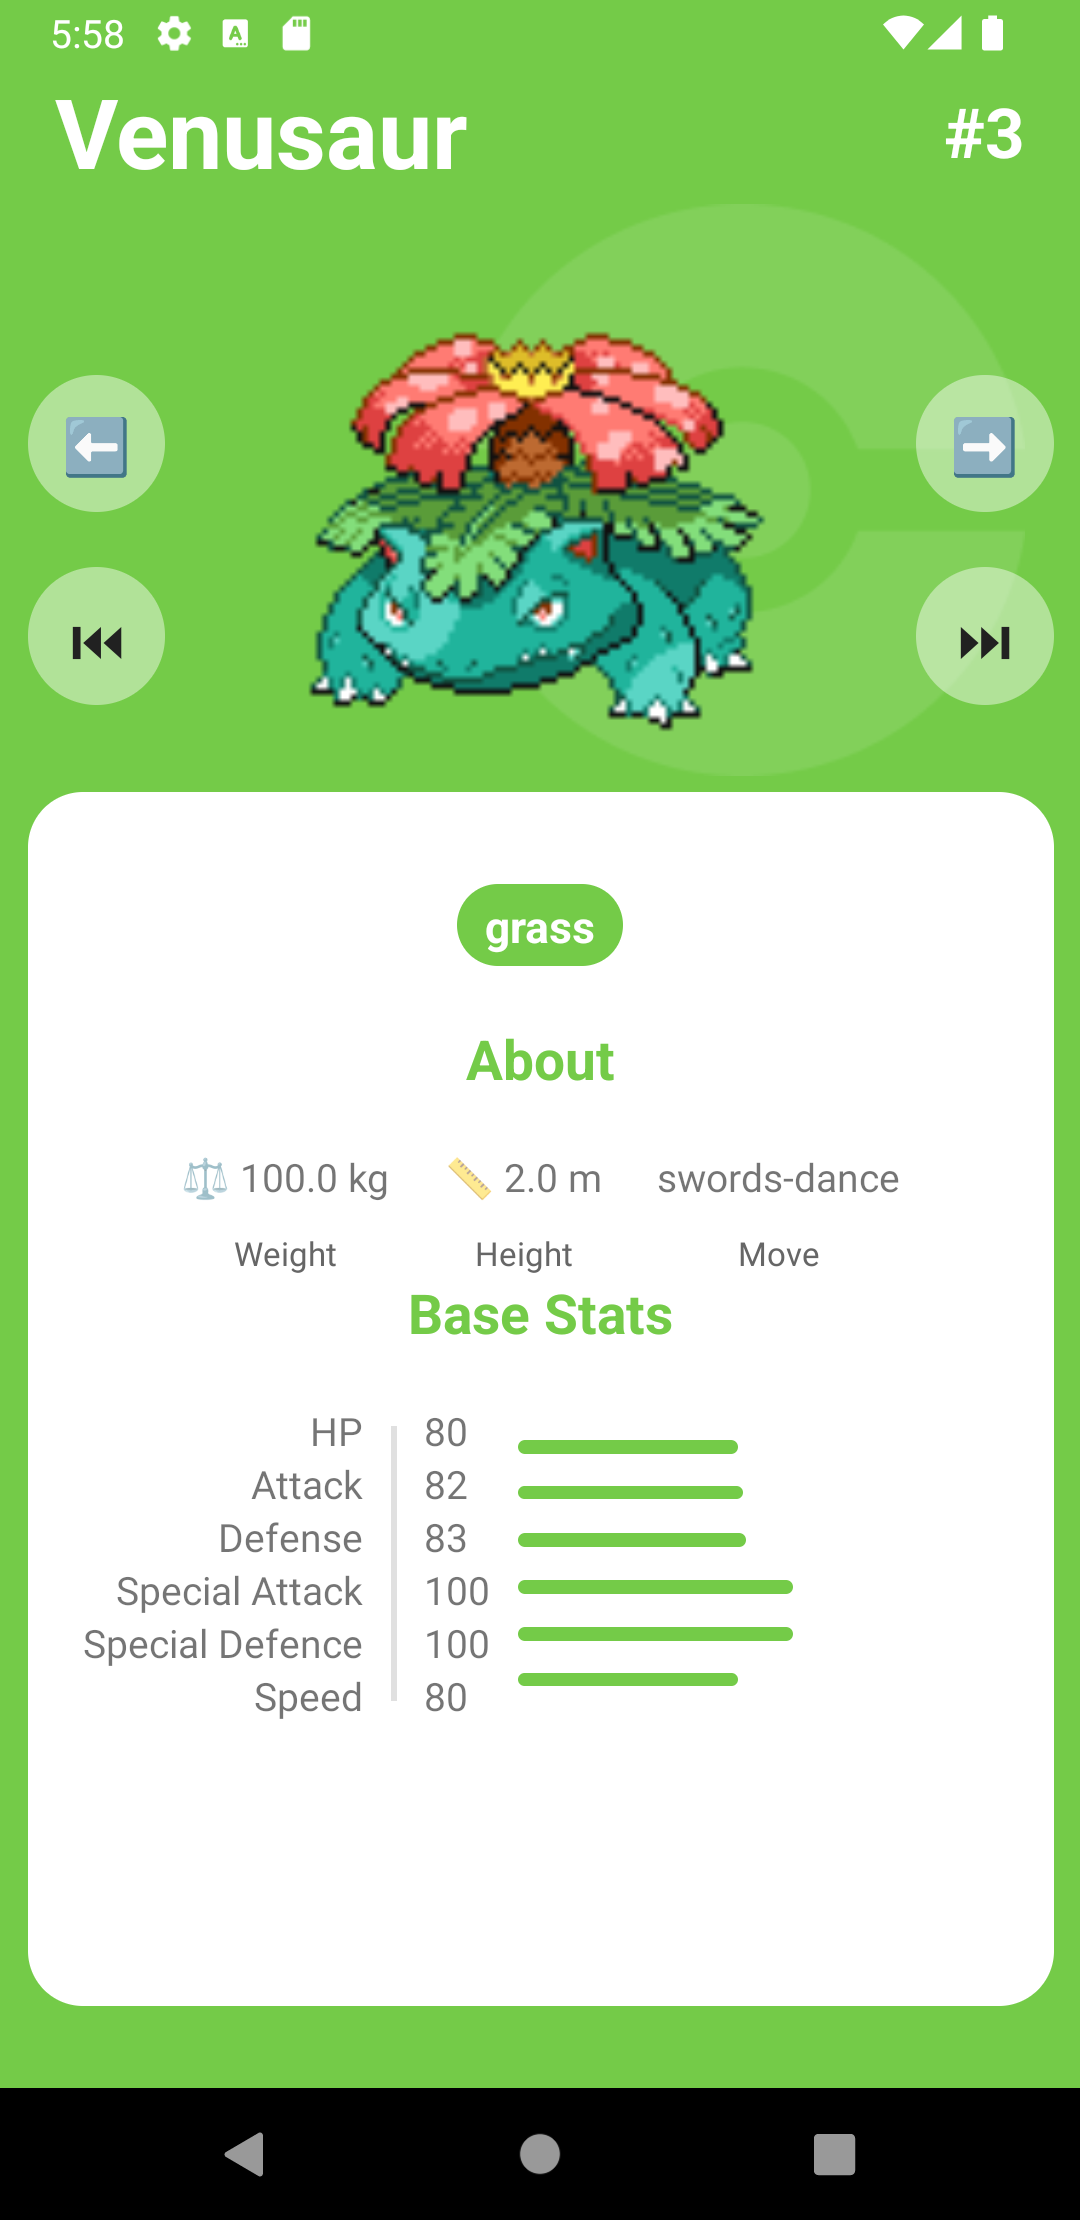 5:58
Venusaur
#3
grass
About
100.0 kg
2.0 m
swords-dance
Weight
Height
Move
Base Stats
HP 80
Attack 82
Defense 83
Special Attack 100
Special Defence 100
Speed 80